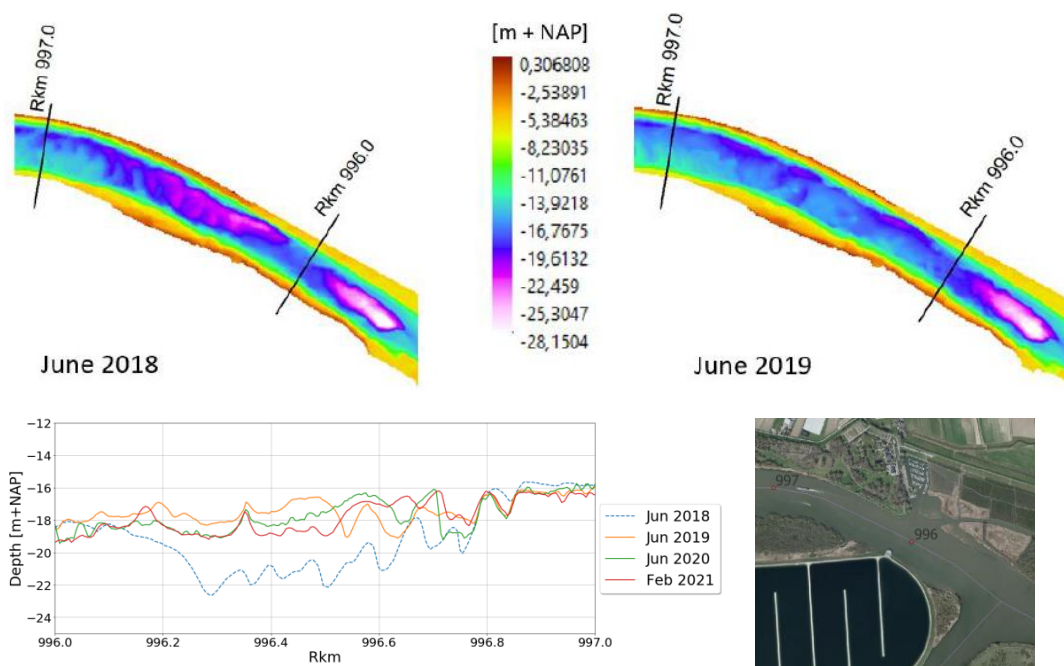 Rkm 997.0
Rkm 996.0
June 2018
[m + NAP]
0,306808
-2,53891
-5,38463
-8,23035
-11,0761
-13,9218
-16,7675
-19,6132
-22,459
-25,3047
-28,1504
Rkm 997.0
Rkm 996.0
June 2019
Depth [m+NAP]
−12
−14
−16
−18
−20
−22
−24
996.0
996.2
996.4
996.6
996.8
997.0
Rkm
Jun 2018
Jun 2019
Jun 2020
Feb 2021
997
996